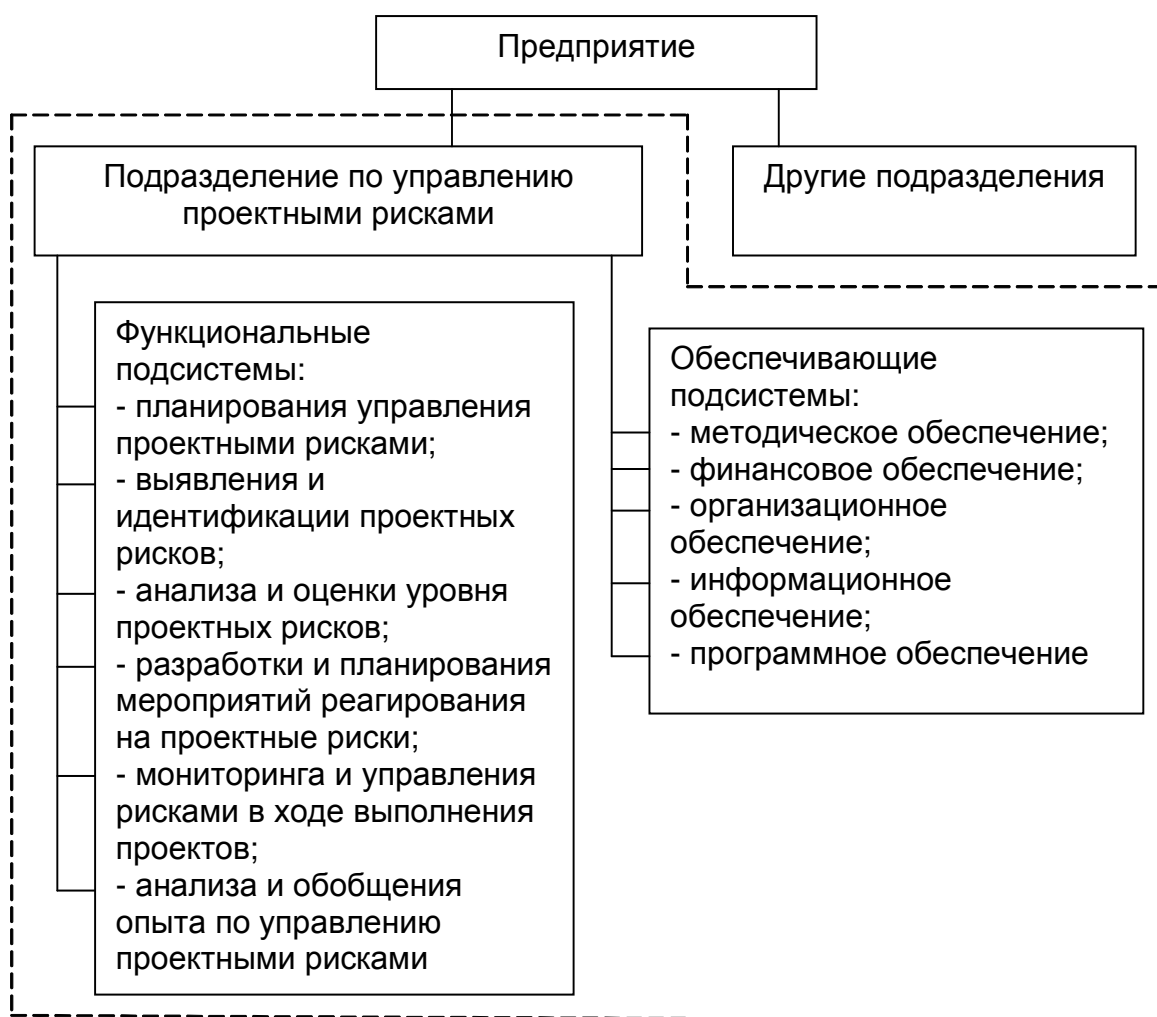 Предприятие
Подразделение по управлению
проектными рисками
Другие подразделения
Функциональные
подсистемы:
- планирования управления
проектными рисками;
- выявления и
идентификации проектных
рисков;
- анализа и оценки уровня
проектных рисков;
- разработки и планирования
мероприятий реагирования
на проектные риски;
- мониторинга и управления
рисками в ходе выполнения
проектов;
- анализа и обобщения
опыта по управлению
проектными рисками
Обеспечивающие
подсистемы:
- методическое обеспечение;
- финансовое обеспечение;
- организационное
обеспечение;
- информационное
обеспечение;
- программное обеспечение